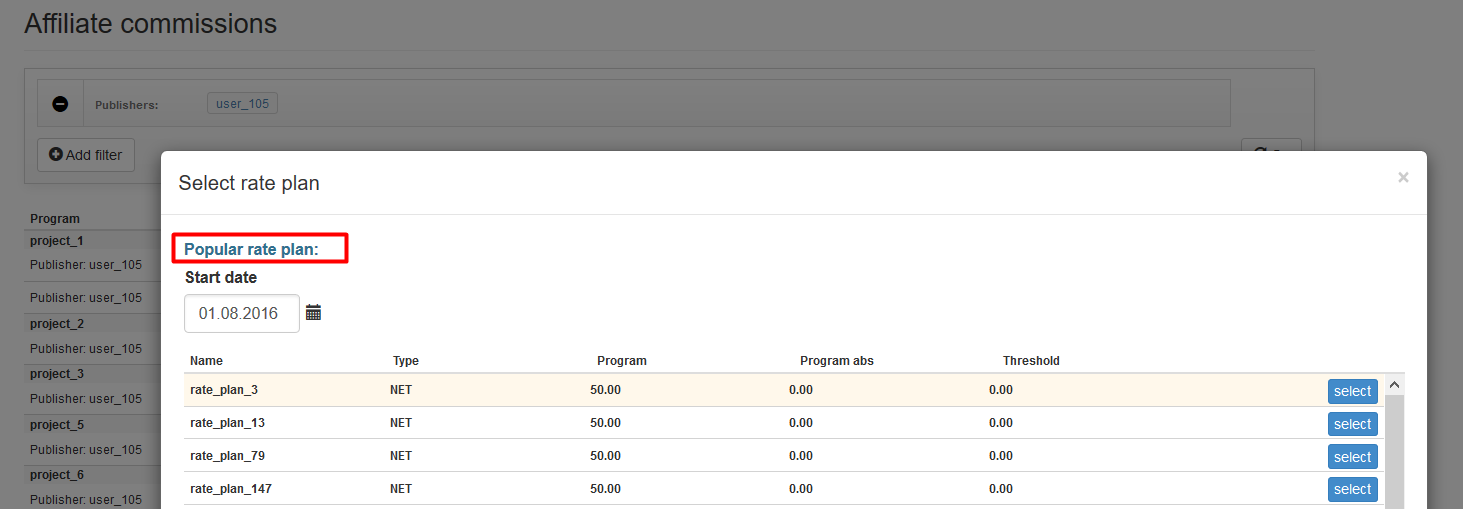 Affiliate commissions
Publishers: user_105
Add filter
Select rate plan ×
Program
project_1
Publisher: user_105
Publisher: user_105
project_2
Publisher: user_105
project_3
Publisher: user_105
project_5
Publisher: user_105
project_6
Publisher: user_105
Popular rate plan:
Start date
01.08.2016
Name Type Program Program abs Threshold
rate_plan_3 NET 50.00 0.00 0.00 select
rate_plan_13 NET 50.00 0.00 0.00 select
rate_plan_79 NET 50.00 0.00 0.00 select
rate_plan_147 NET 50.00 0.00 0.00 select